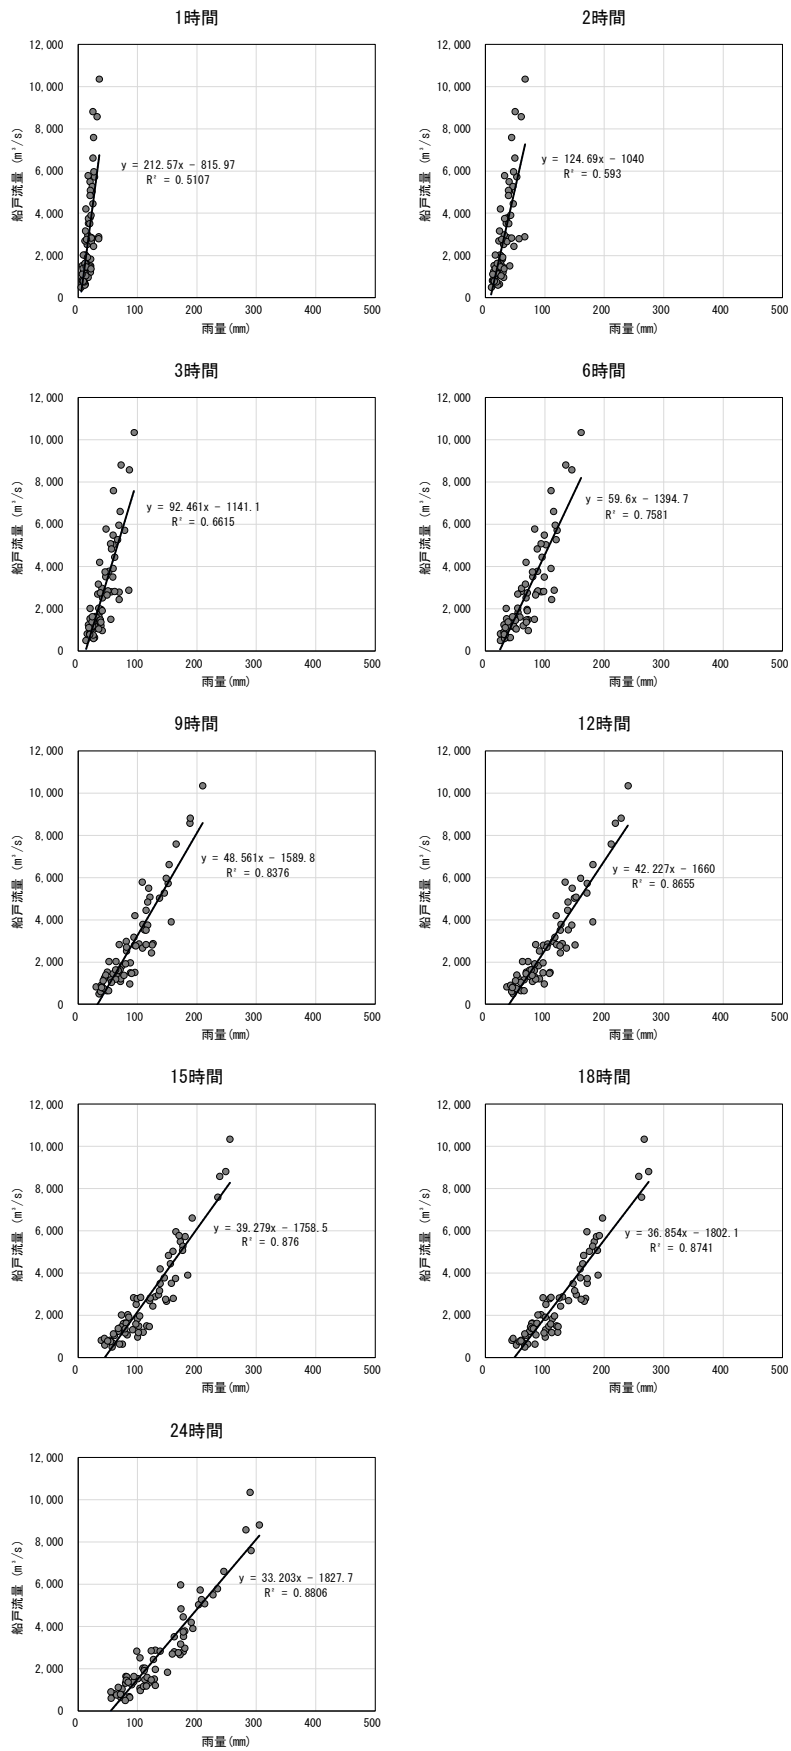 1時間
12,000
10,000
8,000
6,000
4,000
2,000
0
船戸流量 (m³/s)
y = 212.57x - 815.97
R² = 0.5107
0 100 200 300 400 500
雨量(mm)
2時間
12,000
10,000
8,000
6,000
4,000
2,000
0
船戸流量 (m³/s)
y = 124.69x - 1040
R² = 0.593
0 100 200 300 400 500
雨量(mm)
3時間
12,000
10,000
8,000
6,000
4,000
2,000
0
船戸流量 (m³/s)
y = 92.461x - 1141.1
R² = 0.6615
0 100 200 300 400 500
雨量(mm)
6時間
12,000
10,000
8,000
6,000
4,000
2,000
0
船戸流量 (m³/s)
y = 59.6x - 1394.7
R² = 0.7581
0 100 200 300 400 500
雨量(mm)
9時間
12,000
10,000
8,000
6,000
4,000
2,000
0
船戸流量 (m³/s)
y = 48.561x - 1589.8
R² = 0.8376
0 100 200 300 400 500
雨量(mm)
12時間
12,000
10,000
8,000
6,000
4,000
2,000
0
船戸流量 (m³/s)
y = 42.227x - 1660
R² = 0.8655
0 100 200 300 400 500
雨量(mm)
15時間
12,000
10,000
8,000
6,000
4,000
2,000
0
船戸流量 (m³/s)
y = 39.279x - 1758.5
R² = 0.876
0 100 200 300 400 500
雨量(mm)
18時間
12,000
10,000
8,000
6,000
4,000
2,000
0
船戸流量 (m³/s)
y = 36.854x - 1802.1
R² = 0.8741
0 100 200 300 400 500
雨量(mm)
24時間
12,000
10,000
8,000
6,000
4,000
2,000
0
船戸流量 (m³/s)
y = 33.203x - 1827.7
R² = 0.8806
0 100 200 300 400 500
雨量(mm)